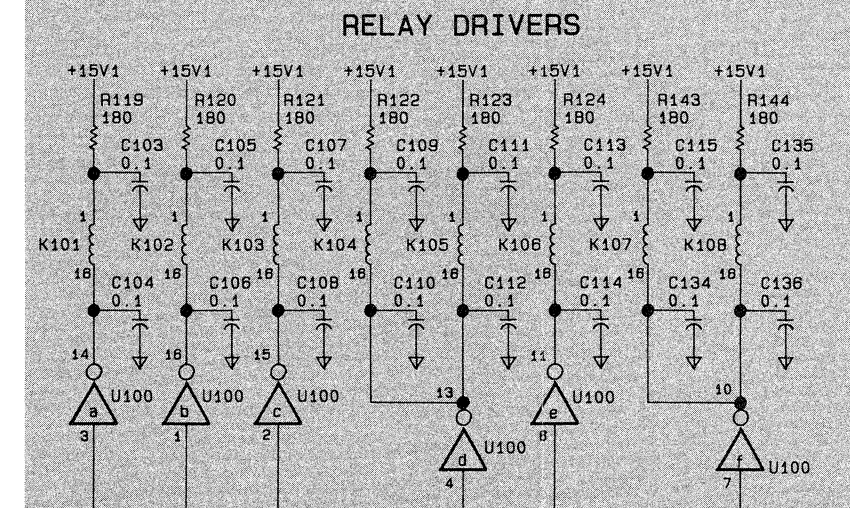 RELAY DRIVERS
+15V1 +15V1 +15V1 +15V1 +15V1 +15V1 +15V1 +15V1
R119 R120 R121 R122 R123 R124 R143 R144
180 180 180 180 180 180 180 180
C103 C105 C107 C109 C111 C113 C115 C135
0.1 0.1 0.1 0.1 0.1 0.1 0.1 0.1
1 1 1 1 1 1 1 1
K101 K102 K103 K104 K105 K106 K107 K108
16 16 16 16 16 16 16 16
C104 C106 C108 C110 C112 C114 C134 C136
0.1 0.1 0.1 0.1 0.1 0.1 0.1 0.1
14 16 15 11
U100 U100 U100 13 U100 10
a b c e
3 1 2 6
U100 U100
d f
4 7